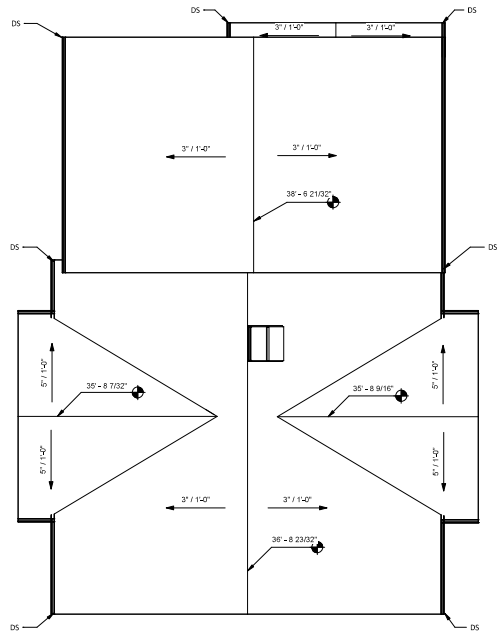 DS
DS
DS
3" / 1'-0"
3" / 1'-0"
3" / 1'-0"
3" / 1'-0"
38' - 6 21/32"
DS
DS
5" / 1'-0"
5" / 1'-0"
35' - 8 7/32"
35' - 8 9/16"
5" / 1'-0"
5" / 1'-0"
3" / 1'-0"
3" / 1'-0"
36' - 8 23/32"
DS
DS